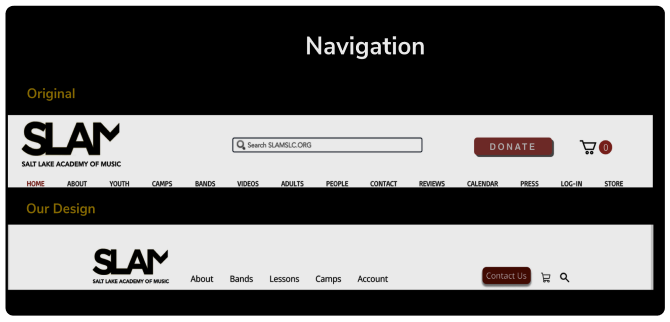 Navigation
Original
SLAM
SALT LAKE ACADEMY OF MUSIC
Search SLAMSLC.ORG
DONATE
0
HOME ABOUT YOUTH CAMPS BANDS VIDEOS ADULTS PEOPLE CONTACT REVIEWS CALENDAR PRESS LOG-IN STORE
Our Design
SLAM
SALT LAKE ACADEMY OF MUSIC
About Bands Lessons Camps Account
Contact Us